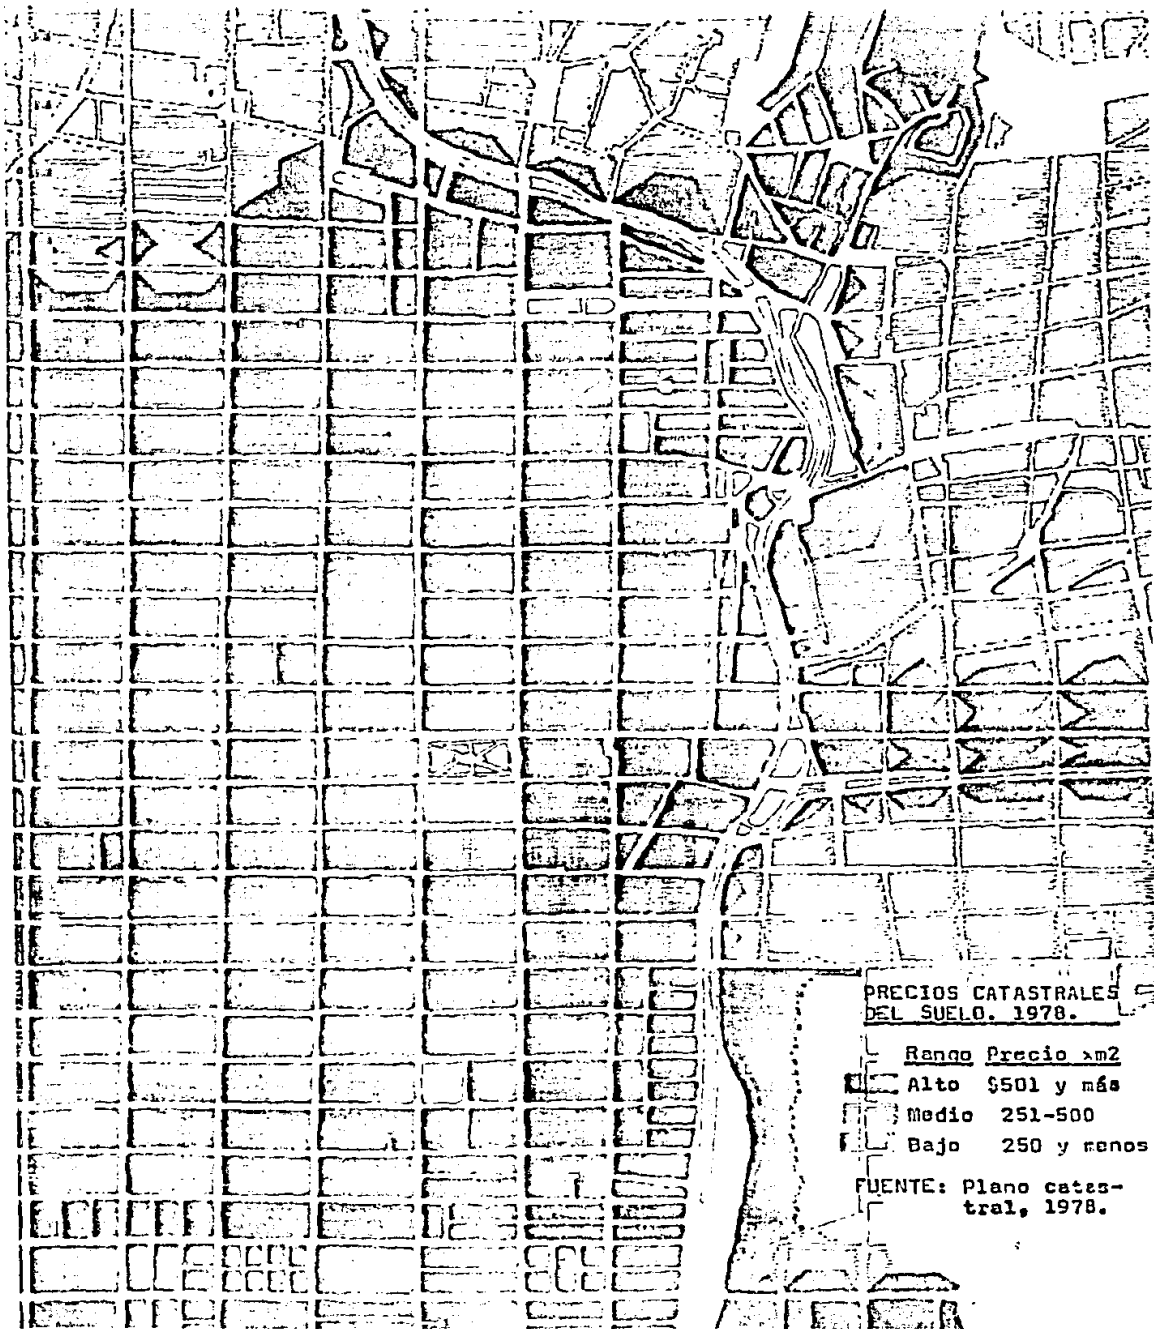 PRECIOS CATASTRALES
DEL SUELO. 1978.
Rango Precio xm2
Alto $501 y más
Medio 251-500
Bajo 250 y menos
FUENTE: Plano catas-
tral, 1978.